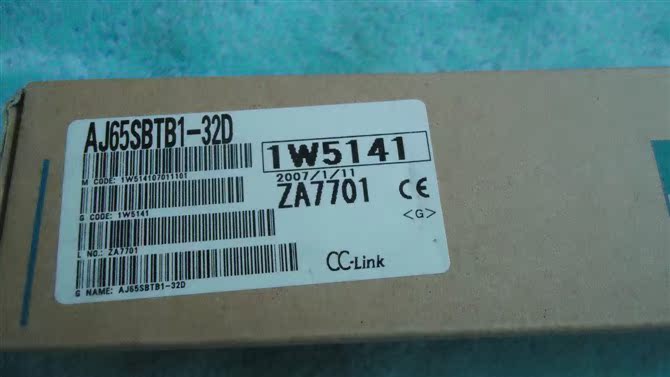 AJ65SBTB1-32D
1W5141
M CODE: 1W514107011101
2007/1/11
ZA7701
CE
G CODE: 1W5141
<G>
L NO.: ZA7701
CC-Link
G NAME: AJ65SBTB1-32D